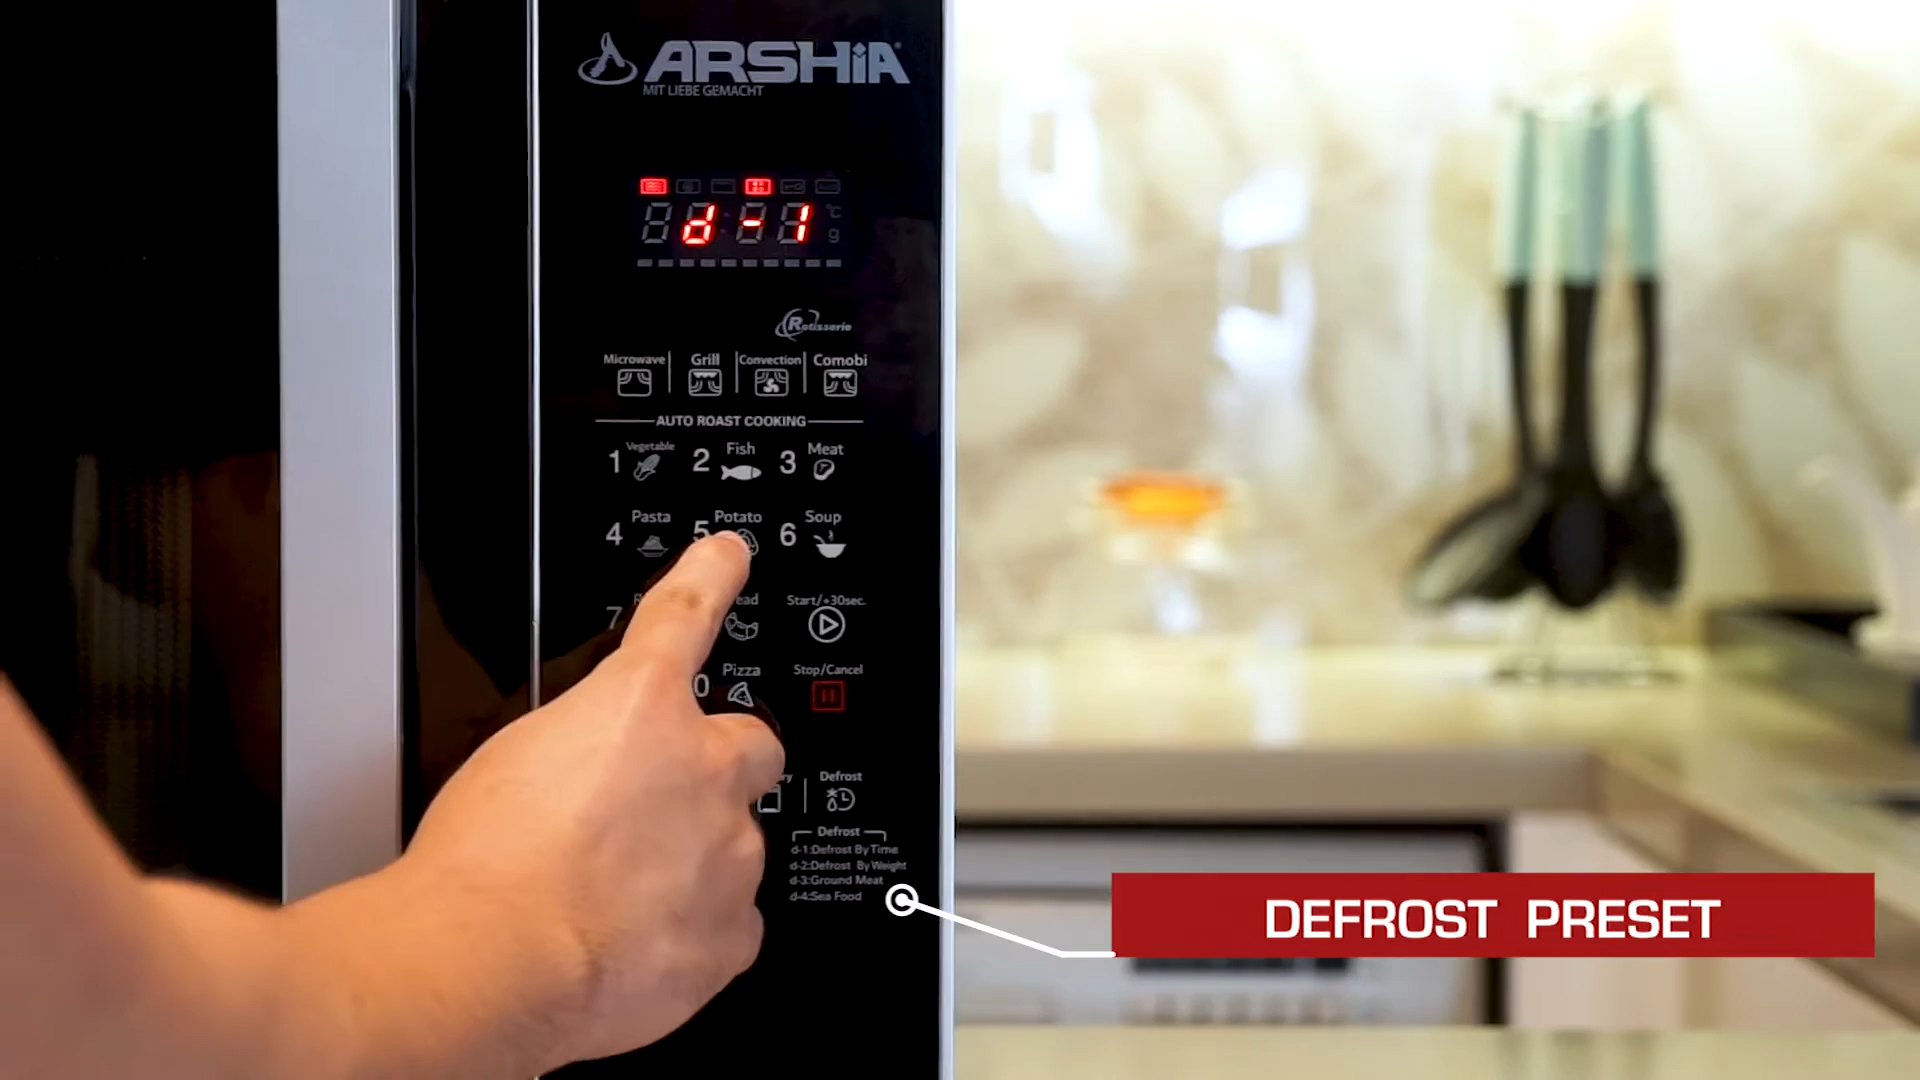 ARSHiA
MIT LIEBE GEMACHT
d-1
°C
g
Rotisserie
Microwave Grill Convection Comobi
AUTO ROAST COOKING
1 Vegetable 2 Fish 3 Meat
4 Pasta 5 Potato 6 Soup
7 Start/+30sec.
0 Pizza Stop/Cancel
Defrost
Defrost
d-1:Defrost By Time
d-2:Defrost By Weight
d-3:Ground Meat
d-4:Sea Food
DEFROST PRESET